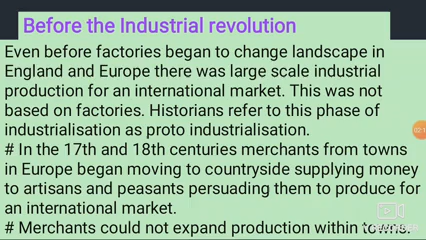 Before the Industrial revolution
Even before factories began to change landscape in
England and Europe there was large scale industrial
production for an international market. This was not
based on factories. Historians refer to this phase of
industrialisation as proto industrialisation.
# In the 17th and 18th centuries merchants from towns
in Europe began moving to countryside supplying money
to artisans and peasants persuading them to produce for
an international market.
# Merchants could not expand production within towns.